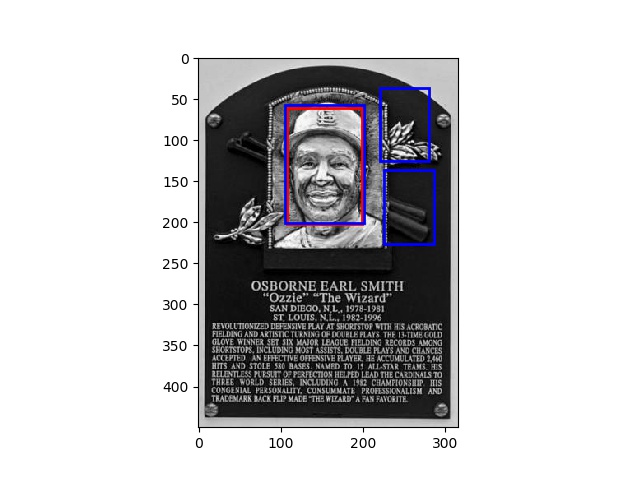 0
50
100
150
200
250
300
350
400
0
100
200
300
StL
OSBORNE EARL SMITH
"Ozzie" "The Wizard"
SAN DIEGO, N.L., 1978-1981
ST. LOUIS, N.L., 1982-1996
REVOLUTIONIZED DEFENSIVE PLAY AT SHORTSTOP WITH HIS ACROBATIC
FIELDING AND ARTISTIC TURNING OF DOUBLE PLAYS. THE 13-TIME GOLD
GLOVE WINNER SET SIX MAJOR LEAGUE FIELDING RECORDS AMONG
SHORTSTOPS, INCLUDING MOST ASSISTS, DOUBLE PLAYS AND CHANCES
ACCEPTED. AN EFFECTIVE OFFENSIVE PLAYER, HE ACCUMULATED 2,460
HITS AND STOLE 580 BASES. NAMED TO 15 ALL-STAR TEAMS. HIS
RELENTLESS PURSUIT OF PERFECTION HELPED LEAD THE CARDINALS TO
THREE WORLD SERIES, INCLUDING A 1982 CHAMPIONSHIP. HIS
CONGENIAL PERSONALITY, CONSUMMATE PROFESSIONALISM AND
TRADEMARK BACK FLIP MADE "THE WIZARD" A FAN FAVORITE.